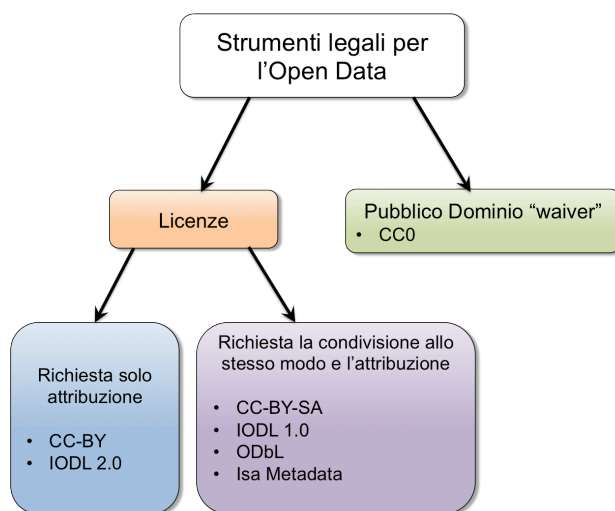 Strumenti legali per
l’Open Data
Licenze
Pubblico Dominio “waiver”
• CC0
Richiesta solo
attribuzione
• CC-BY
• IODL 2.0
Richiesta la condivisione allo
stesso modo e l’attribuzione
• CC-BY-SA
• IODL 1.0
• ODbL
• Isa Metadata